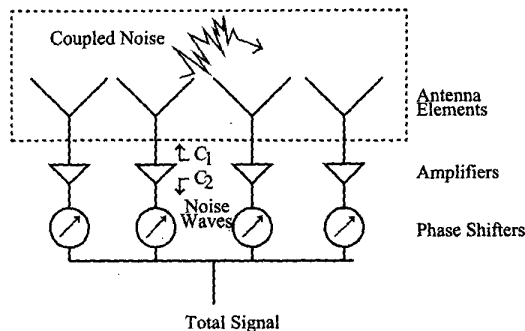 Coupled Noise
Antenna
Elements
C1
Amplifiers
C2
Noise
Waves
Phase Shifters
Total Signal